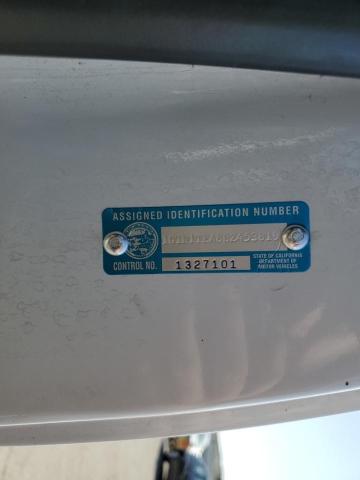 ASSIGNED IDENTIFICATION NUMBER
CONTROL NO. 1327101
STATE OF CALIFORNIA
DEPARTMENT OF
MOTOR VEHICLES